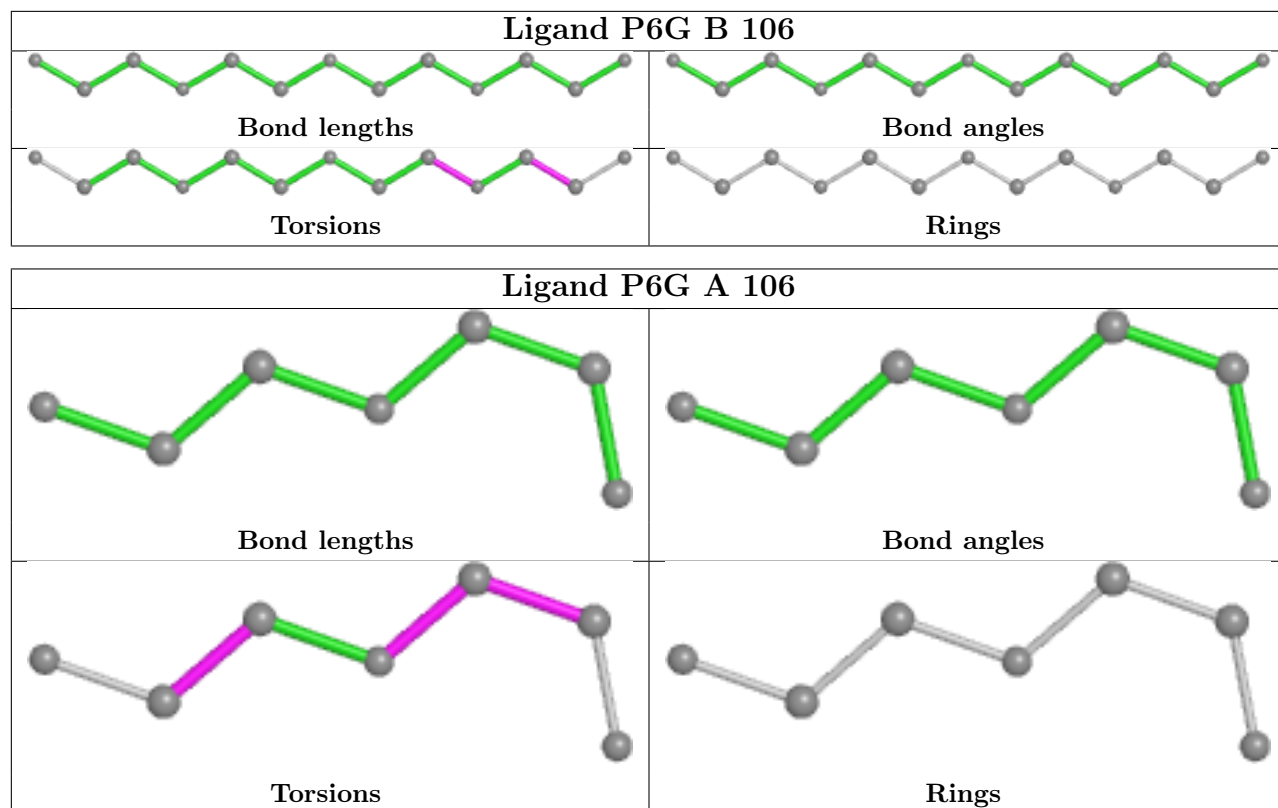 Ligand P6G B 106
Bond lengths
Bond angles
Torsions
Rings
Ligand P6G A 106
Bond lengths
Bond angles
Torsions
Rings